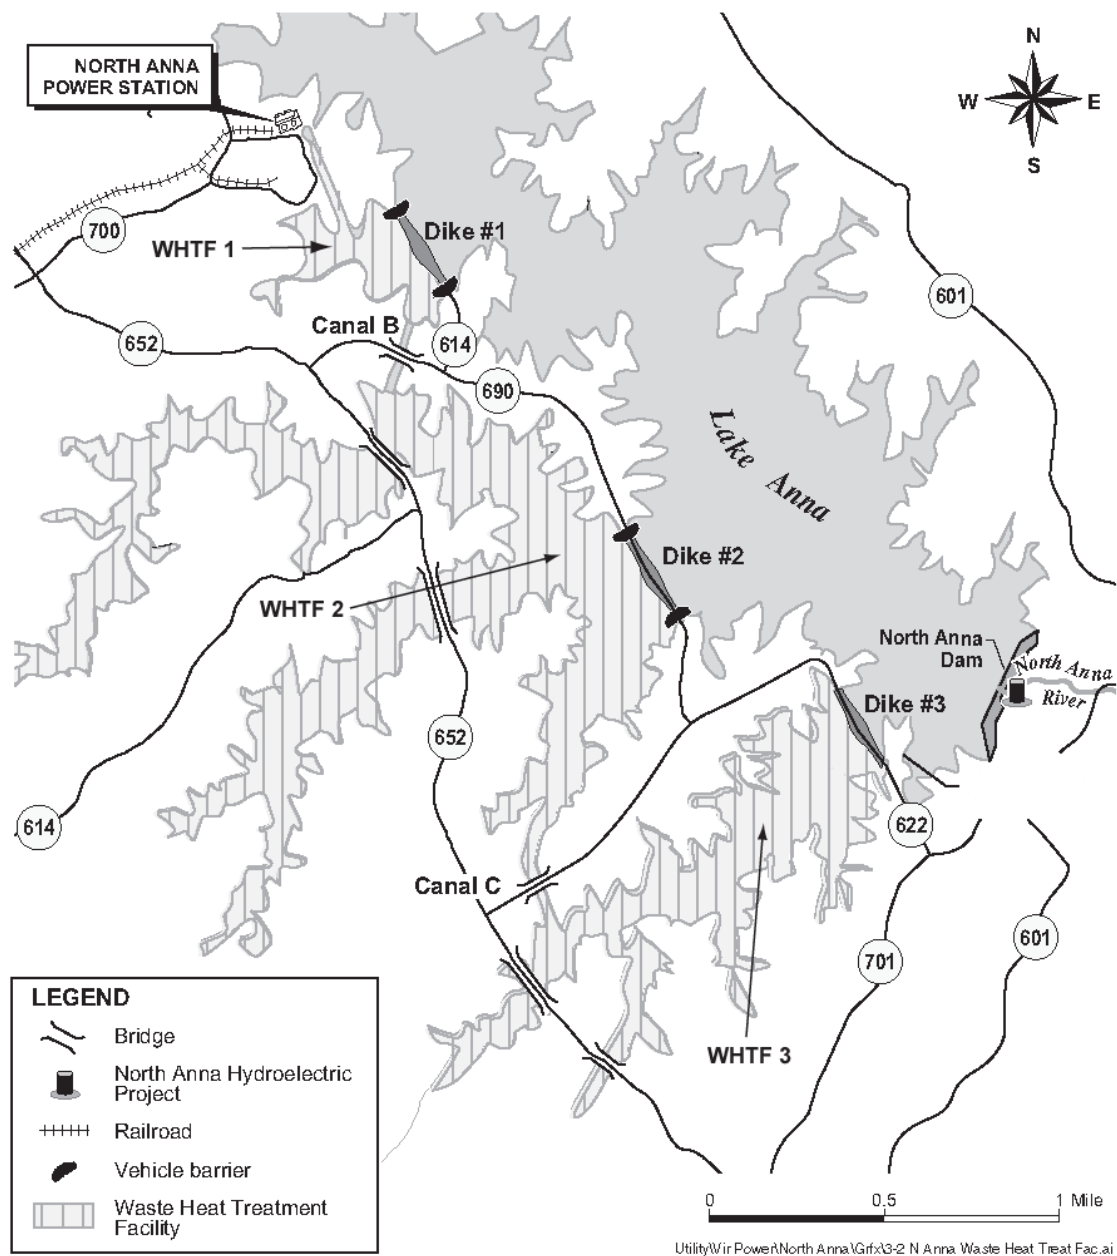 NORTH ANNA
POWER STATION
N
W
E
S
700
WHTF 1
Dike #1
601
652
Canal B
614
690
Lake Anna
Dike #2
WHTF 2
North Anna
Dam
North Anna
River
Dike #3
652
614
622
Canal C
701
601
WHTF 3
LEGEND
Bridge
North Anna Hydroelectric
Project
Railroad
Vehicle barrier
Waste Heat Treatment
Facility
0
0.5
1 Mile
Utility\Vir Power\North Anna\Grfx\3-2 N Anna Waste Heat Treat Fac.ai